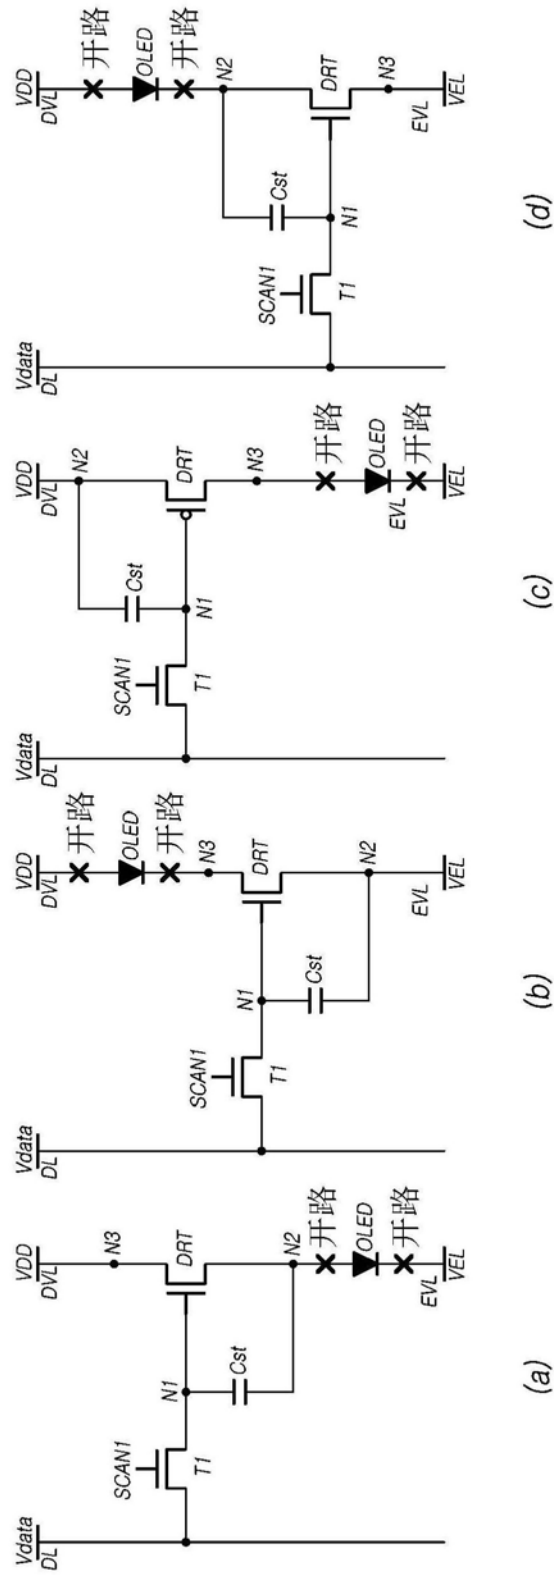 Vdata
DL
VDD
DVL
N3
SCAN1
T1
N1
DRT
Cst
N2
开路
OLED
开路
EVL
VEL
(a)
Vdata
DL
VDD
DVL
开路
OLED
开路
N3
SCAN1
T1
N1
DRT
Cst
N2
EVL
VEL
(b)
Vdata
DL
VDD
DVL
N2
Cst
SCAN1
T1
N1
DRT
N3
开路
OLED
EVL
开路
VEL
(c)
Vdata
DL
VDD
DVL
开路
OLED
开路
N2
Cst
SCAN1
T1
N1
DRT
N3
EVL
VEL
(d)